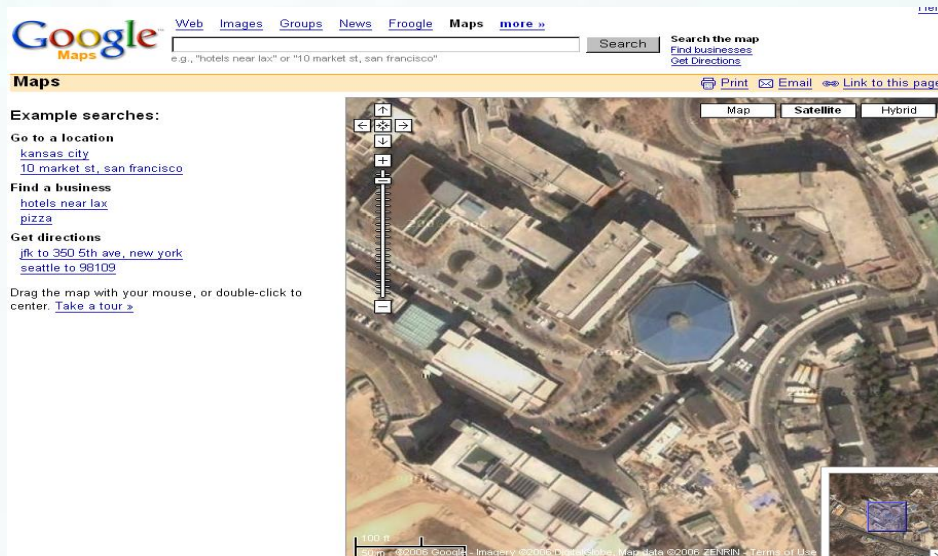 Web Images Groups News Froogle Maps more »
Google
Maps
Search
e.g., "hotels near lax" or "10 market st, san francisco"
Search the map
Find businesses
Get Directions
Maps
Print Email Link to this page
Example searches:
Go to a location
kansas city
10 market st, san francisco
Find a business
hotels near lax
pizza
Get directions
jfk to 350 5th ave, new york
seattle to 98109
Drag the map with your mouse, or double-click to
center. Take a tour »
Map Satellite Hybrid
100 ft
50 m ©2006 Google - Imagery ©2006 DigitalGlobe, Map data ©2006 ZENRIN - Terms of Use